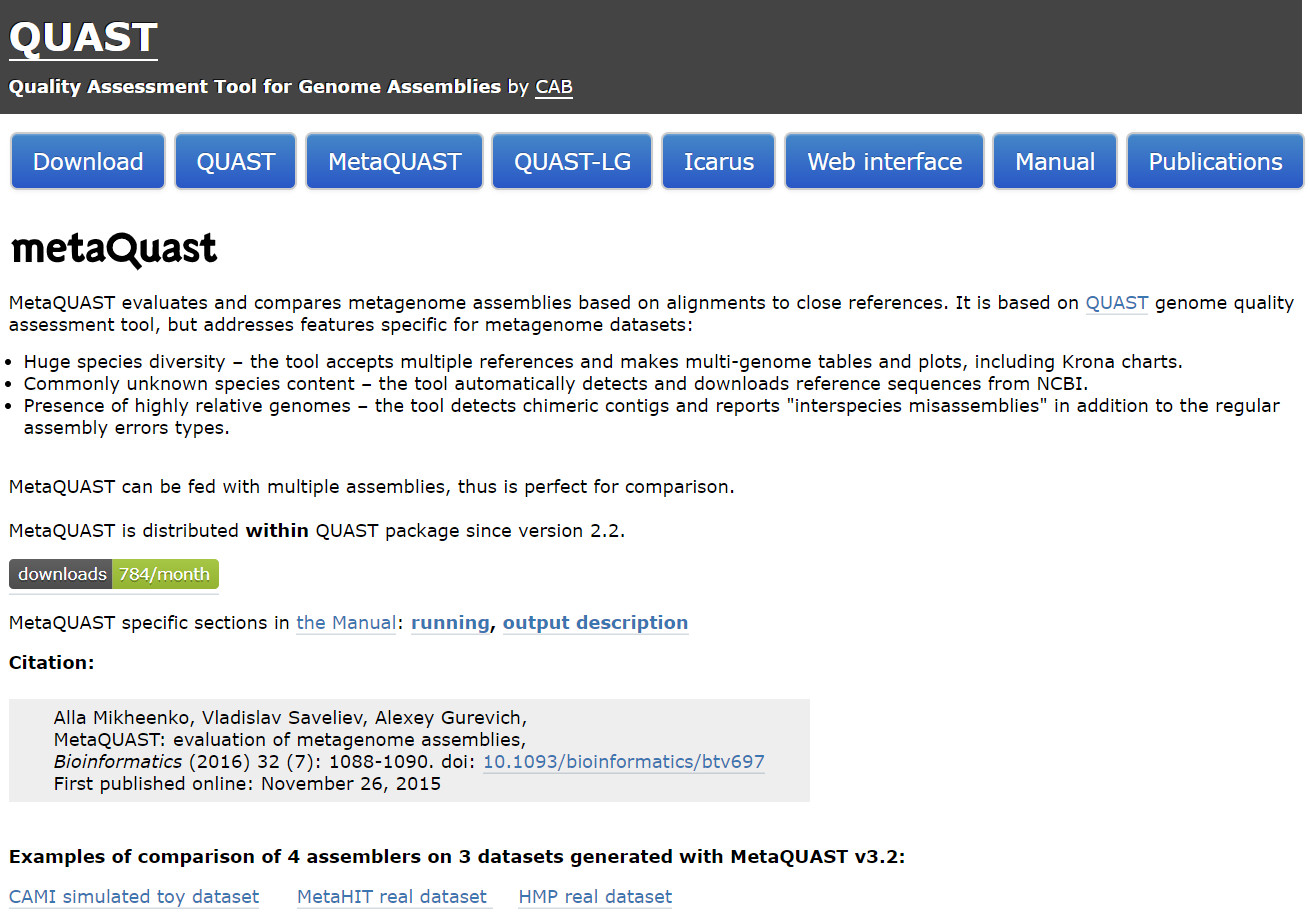 QUAST
Quality Assessment Tool for Genome Assemblies by CAB
Download QUAST MetaQUAST QUAST-LG Icarus Web interface Manual Publications
metaQuast
MetaQUAST evaluates and compares metagenome assemblies based on alignments to close references. It is based on QUAST genome quality
assessment tool, but addresses features specific for metagenome datasets:
• Huge species diversity – the tool accepts multiple references and makes multi-genome tables and plots, including Krona charts.
• Commonly unknown species content – the tool automatically detects and downloads reference sequences from NCBI.
• Presence of highly relative genomes – the tool detects chimeric contigs and reports "interspecies misassemblies" in addition to the regular
assembly errors types.
MetaQUAST can be fed with multiple assemblies, thus is perfect for comparison.
MetaQUAST is distributed within QUAST package since version 2.2.
downloads 784/month
MetaQUAST specific sections in the Manual: running, output description
Citation:
Alla Mikheenko, Vladislav Saveliev, Alexey Gurevich,
MetaQUAST: evaluation of metagenome assemblies,
Bioinformatics (2016) 32 (7): 1088-1090. doi: 10.1093/bioinformatics/btv697
First published online: November 26, 2015
Examples of comparison of 4 assemblers on 3 datasets generated with MetaQUAST v3.2:
CAMI simulated toy dataset MetaHIT real dataset HMP real dataset